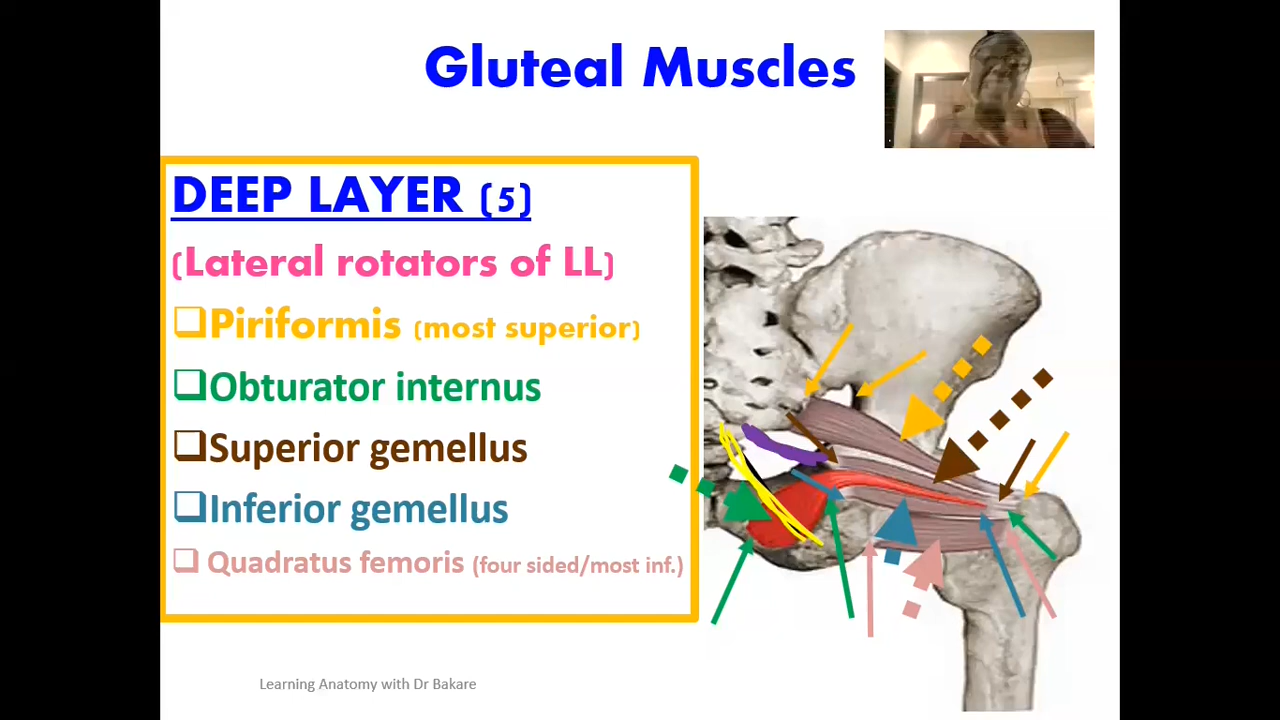 Gluteal Muscles
DEEP LAYER (5)
(Lateral rotators of LL)
Piriformis (most superior)
Obturator internus
Superior gemellus
Inferior gemellus
Quadratus femoris (four sided/most inf.)
Learning Anatomy with Dr Bakare